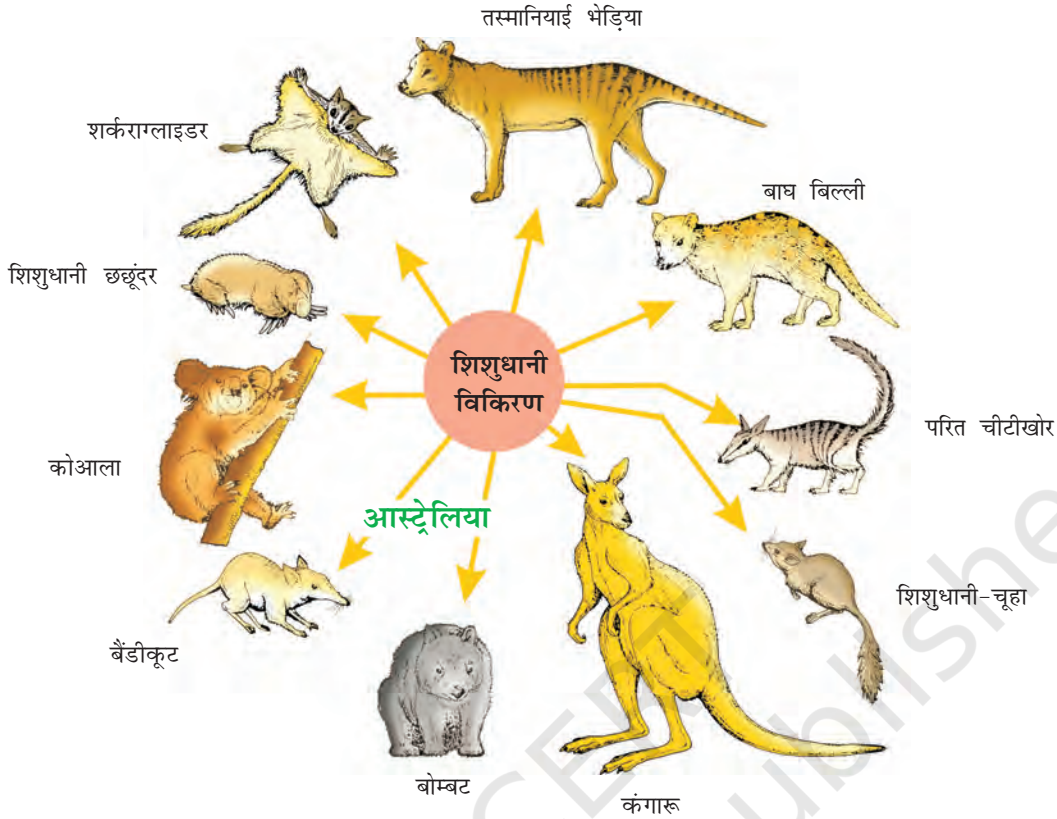 तस्मानियाई भेड़िया
शर्कराग्लाइडर
बाघ बिल्ली
शिशुधानी छछूंदर
शिशुधानी
विकिरण
परित चीटीखोर
कोआला
आस्ट्रेलिया
शिशुधानी-चूहा
बैंडीकूट
बोम्बट
कंगारू